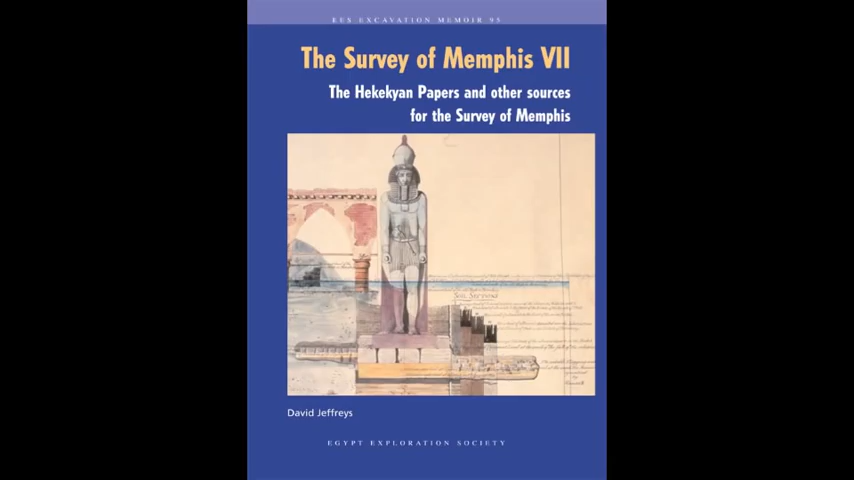 EES EXCAVATION MEMOIR 95
The Survey of Memphis VII
The Hekekyan Papers and other sources
for the Survey of Memphis
David Jeffreys
EGYPT EXPLORATION SOCIETY